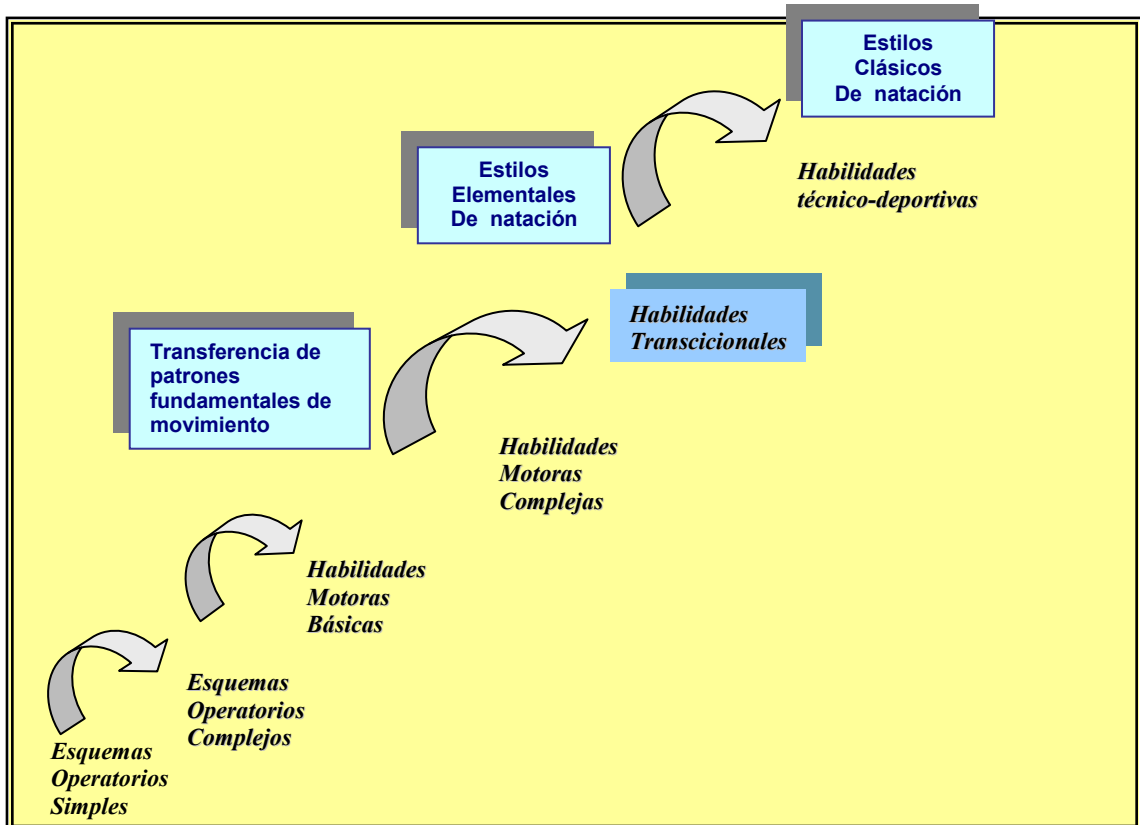 Estilos
Clásicos
De natación
Estilos
Elementales
De natación
Habilidades
técnico-deportivas
Habilidades
Transcicionales
Transferencia de
patrones
fundamentales de
movimiento
Habilidades
Motoras
Complejas
Habilidades
Motoras
Básicas
Esquemas
Operatorios
Complejos
Esquemas
Operatorios
Simples